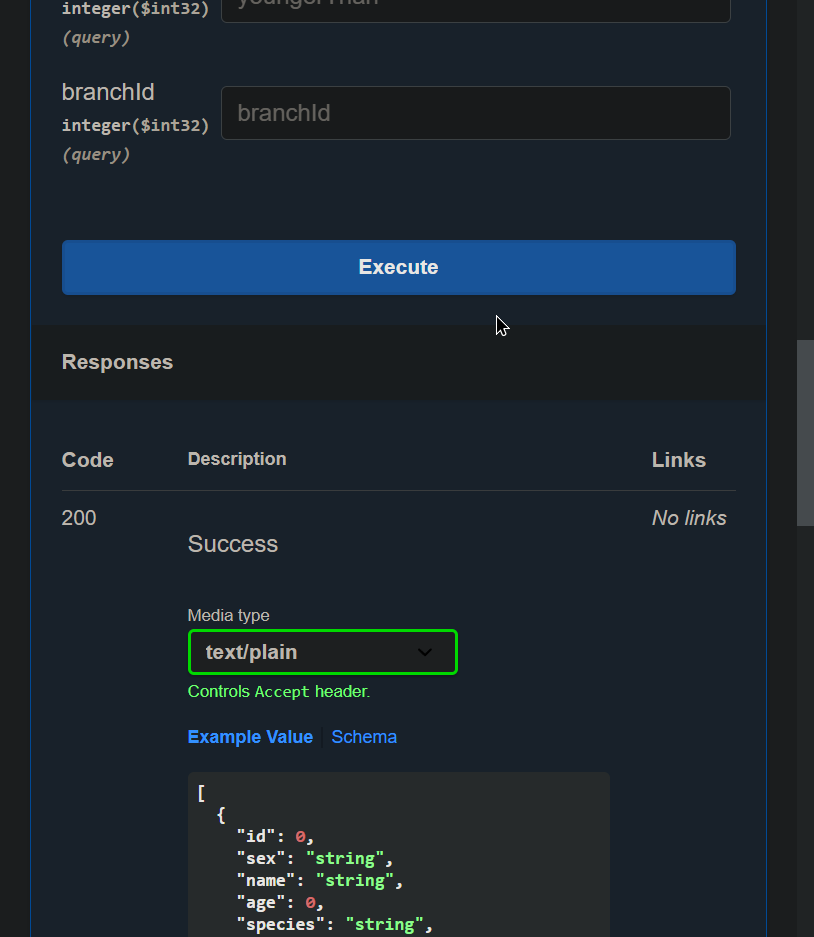 integer($int32)
youngerThan
(query)
branchId
integer($int32)
branchId
(query)
Execute
Responses
Code Description Links
200 No links
Success
Media type
text/plain
Controls Accept header.
Example Value Schema
[
{
"id": 0,
"sex": "string",
"name": "string",
"age": 0,
"species": "string",